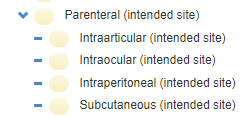 Parenteral (intended site)
Intraarticular (intended site)
Intraocular (intended site)
Intraperitoneal (intended site)
Subcutaneous (intended site)